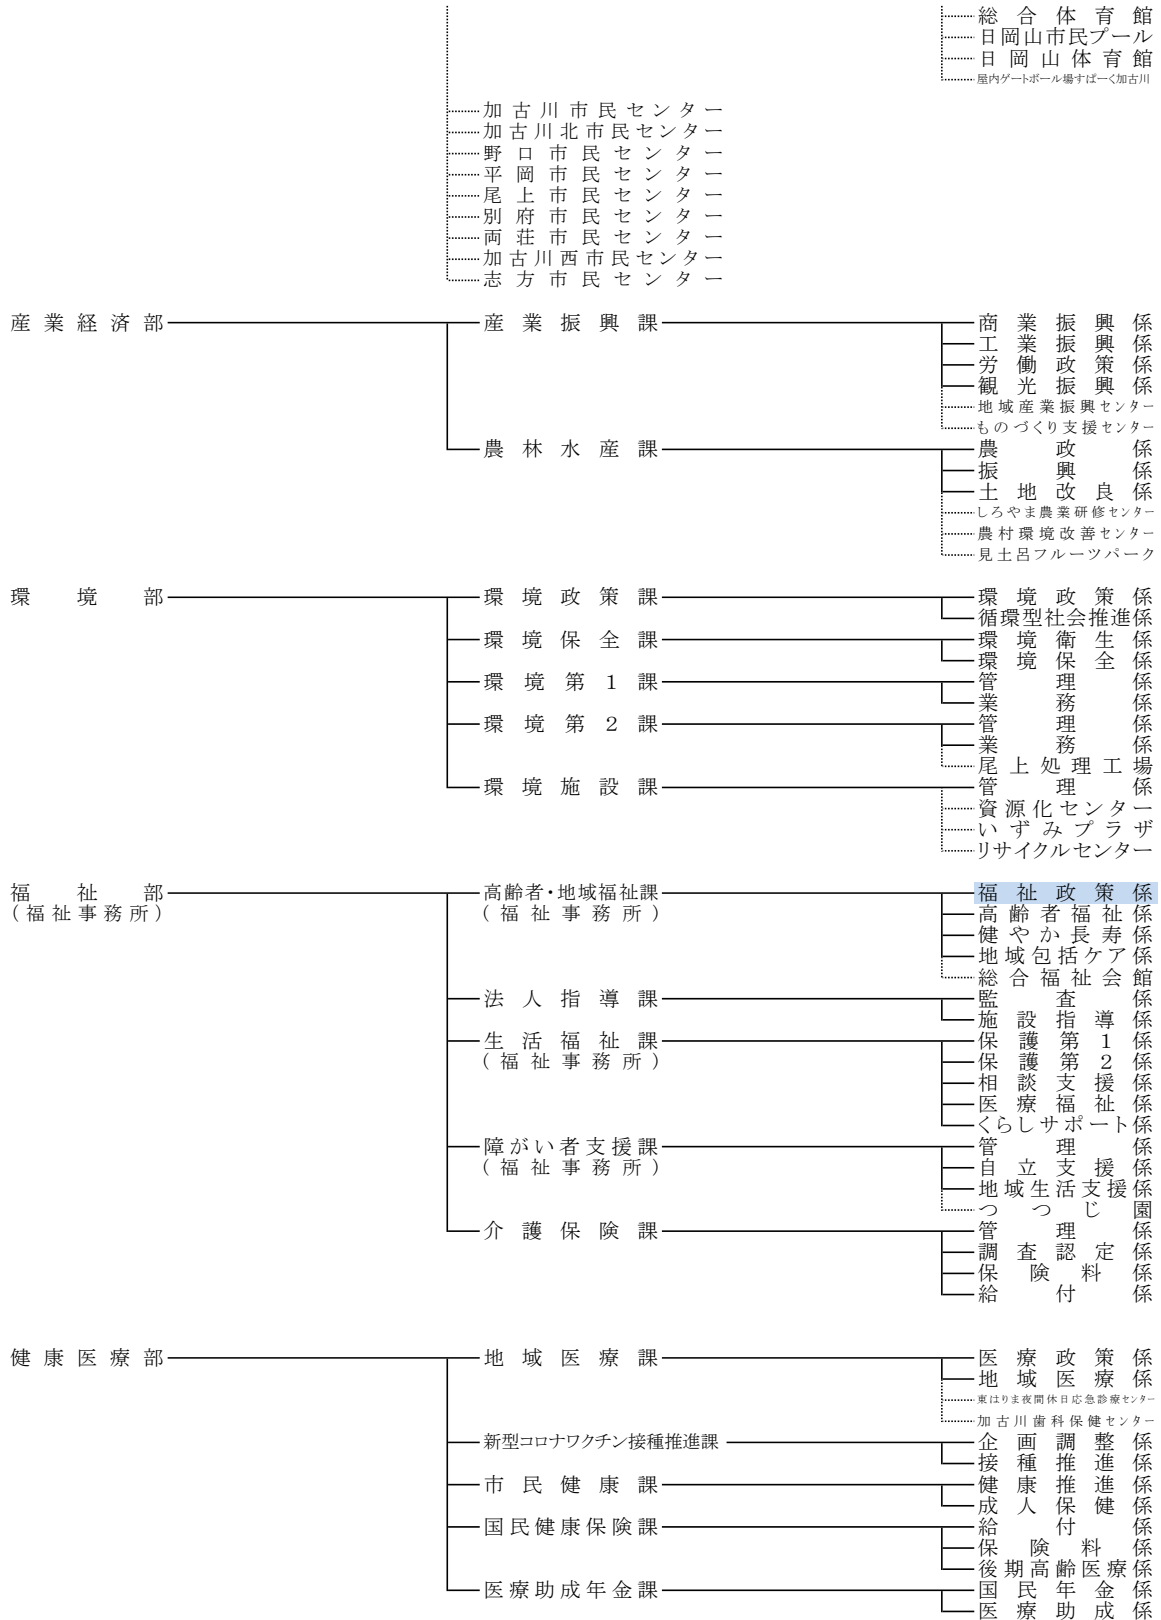 総合体育館
日岡山市民プール
日岡山体育館
屋内ゲートボール場すぱーく加古川
加古川市民センター
加古川北市民センター
野口市民センター
平岡市民センター
尾上市民センター
別府市民センター
両荘市民センター
加古川西市民センター
志方市民センター
産業経済部 産業振興課 商業振興係
工業振興係
労働政策係
観光振興係
地域産業振興センター
ものづくり支援センター
農林水産課 農政係
振興係
土地改良係
しろやま農業研修センター
農村環境改善センター
見土呂フルーツパーク
環境部 環境政策課 環境政策係
循環型社会推進係
環境保全課 環境衛生係
環境保全係
環境第1課 管理係
業務係
環境第2課 管理係
業務係
尾上処理工場
環境施設課 管理係
資源化センター
いずみプラザ
リサイクルセンター
福祉部 高齢者・地域福祉課 福祉政策係
(福祉事務所) (福祉事務所) 高齢者福祉係
健やか長寿係
地域包括ケア係
総合福祉会館
法人指導課 監査係
施設指導係
生活福祉課 保護第1係
(福祉事務所) 保護第2係
相談支援係
医療福祉係
くらしサポート係
障がい者支援課 管理係
(福祉事務所) 自立支援係
地域生活支援係
つつじ園
介護保険課 管理係
調査認定係
保険料係
給付係
健康医療部 地域医療課 医療政策係
地域医療係
東はりま夜間休日応急診療センター
加古川歯科保健センター
新型コロナワクチン接種推進課 企画調整係
接種推進係
市民健康課 健康推進係
成人保健係
国民健康保険課 給付係
保険料係
後期高齢医療係
医療助成年金課 国民年金係
医療助成係